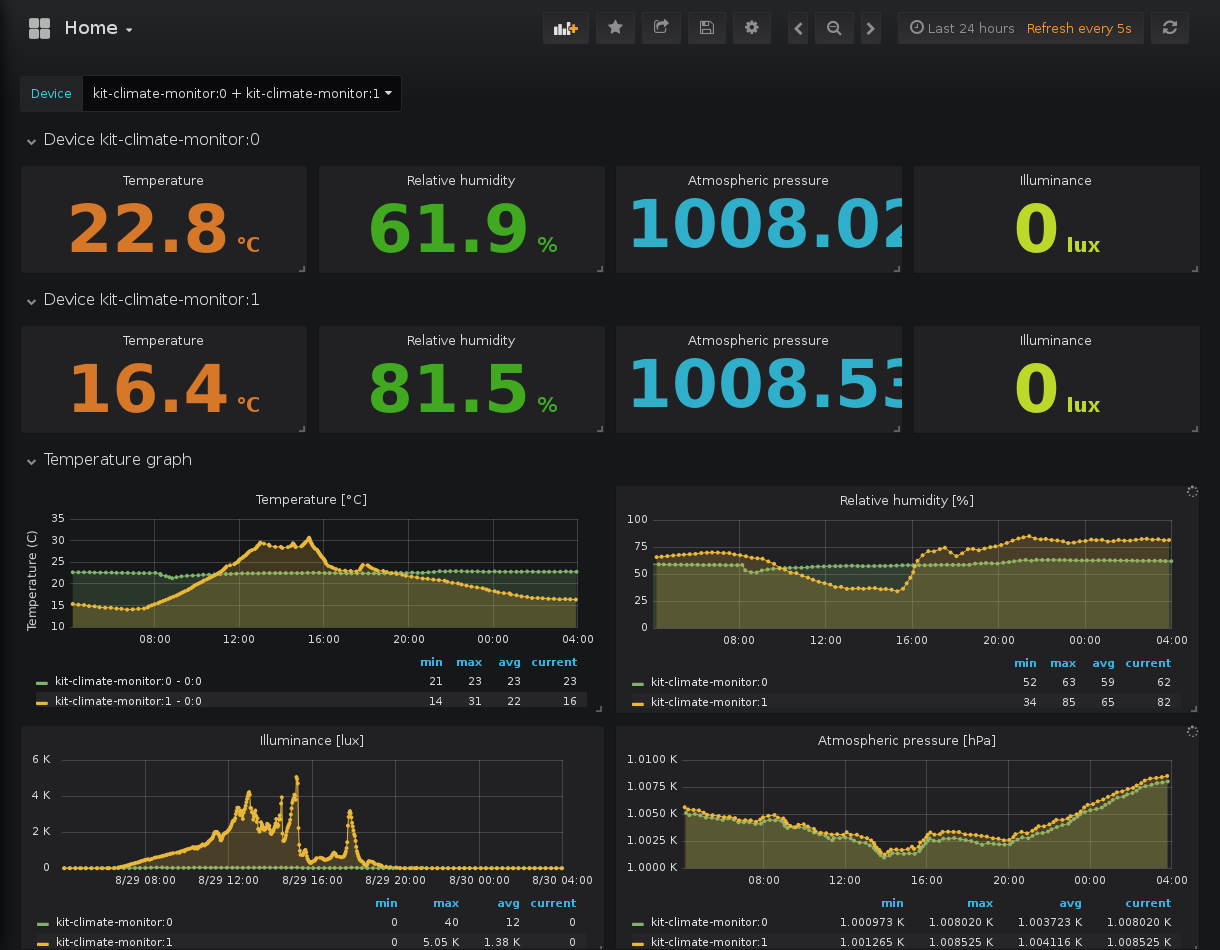 Home
Last 24 hours Refresh every 5s
Device kit-climate-monitor:0 + kit-climate-monitor:1
Device kit-climate-monitor:0
Temperature Relative humidity Atmospheric pressure Illuminance
22.8 °C 61.9 % 1008.02 0 lux
Device kit-climate-monitor:1
Temperature Relative humidity Atmospheric pressure Illuminance
16.4 °C 81.5 % 1008.53 0 lux
Temperature graph
Temperature [°C]
Temperature (C)
35
30
25
20
15
10
08:00 12:00 16:00 20:00 00:00 04:00
min max avg current
kit-climate-monitor:0 - 0:0 21 23 23 23
kit-climate-monitor:1 - 0:0 14 31 22 16
Relative humidity [%]
100
75
50
25
0
08:00 12:00 16:00 20:00 00:00 04:00
min max avg current
kit-climate-monitor:0 52 63 59 62
kit-climate-monitor:1 34 85 65 82
Illuminance [lux]
6 K
4 K
2 K
0
8/29 08:00 8/29 12:00 8/29 16:00 8/29 20:00 8/30 00:00 8/30 04:00
min max avg current
kit-climate-monitor:0 0 40 12 0
kit-climate-monitor:1 0 5.05 K 1.38 K 0
Atmospheric pressure [hPa]
1.0100 K
1.0075 K
1.0050 K
1.0025 K
1.0000 K
08:00 12:00 16:00 20:00 00:00 04:00
min max avg current
kit-climate-monitor:0 1.000973 K 1.008020 K 1.003723 K 1.008020 K
kit-climate-monitor:1 1.001265 K 1.008525 K 1.004116 K 1.008525 K